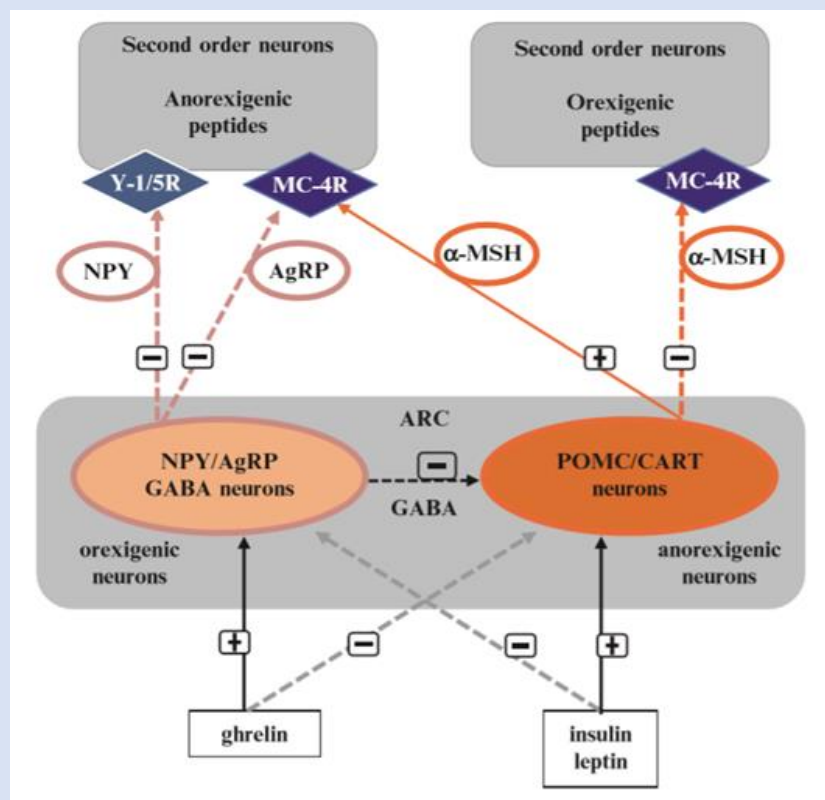 Second order neurons
Anorexigenic
peptides
Second order neurons
Orexigenic
peptides
Y-1/5R
MC-4R
MC-4R
NPY
AgRP
α-MSH
α-MSH
−
−
+
−
ARC
NPY/AgRP
GABA neurons
−
GABA
POMC/CART
neurons
orexigenic
neurons
anorexigenic
neurons
+
−
−
+
ghrelin
insulin
leptin